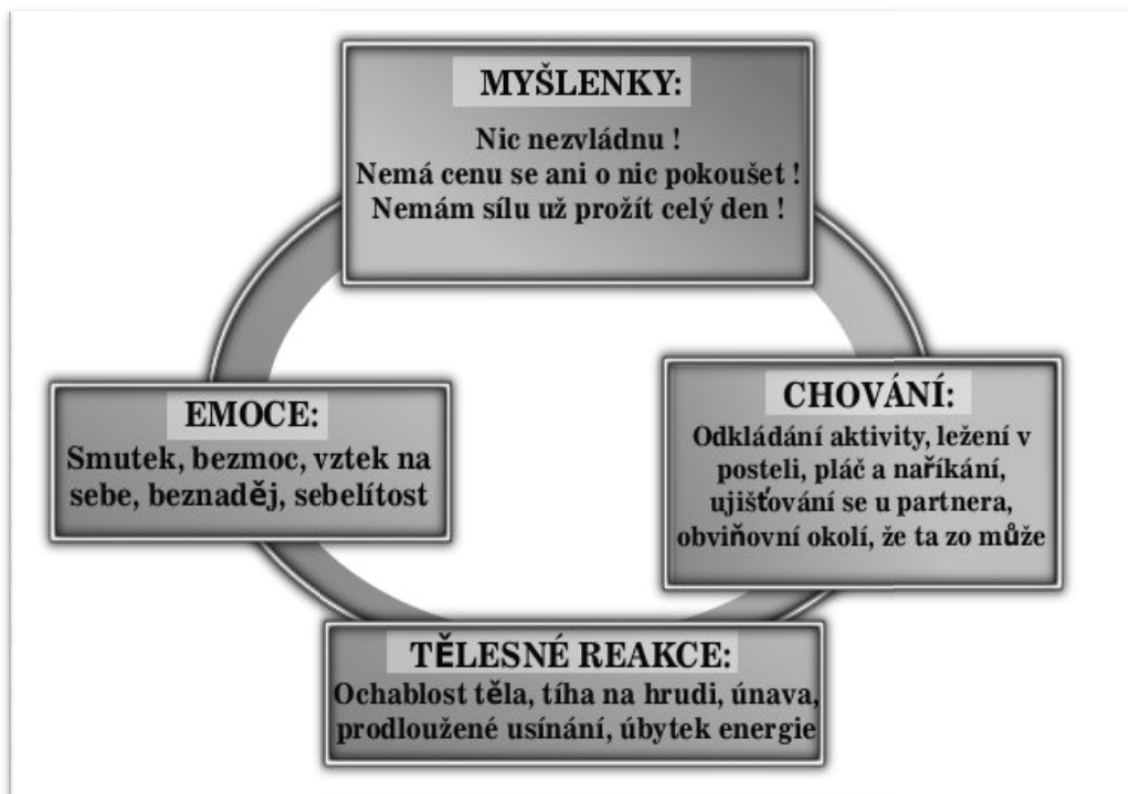 MYŠLENKY:
Nic nezvládnu !
Nemá cenu se ani o nic pokoušet !
Nemám sílu už prožít celý den !
EMOCE:
Smutek, bezmoc, vztek na
sebe, beznaděj, sebelítost
CHOVÁNÍ:
Odkládání aktivity, ležení v
posteli, pláč a naříkání,
ujišťování se u partnera,
obviňovní okolí, že ta zo může
TĚLESNÉ REAKCE:
Ochablost těla, tíha na hrudi, únava,
prodloužené usínání, úbytek energie